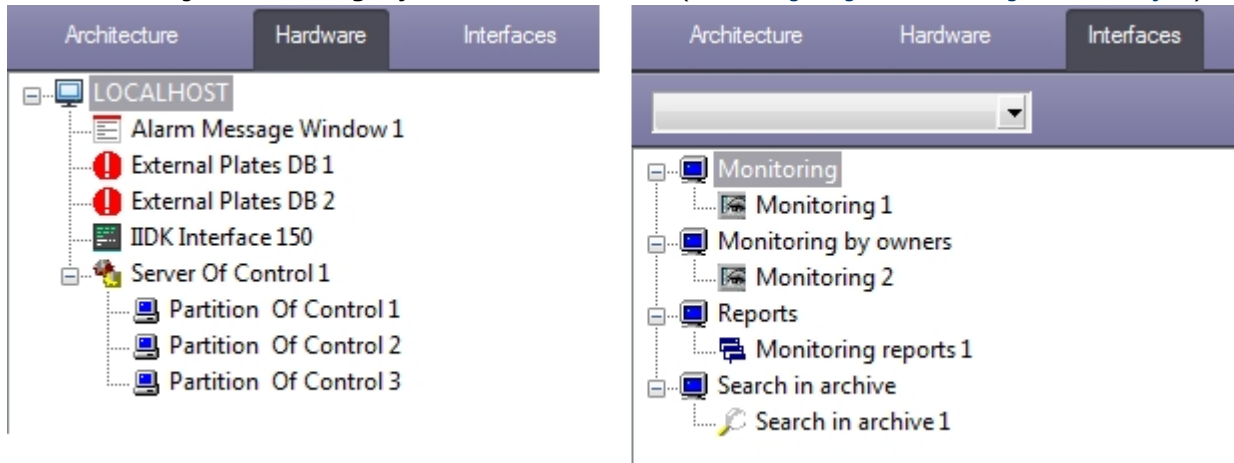 Architecture Hardware Interfaces
LOCALHOST
Alarm Message Window 1
External Plates DB 1
External Plates DB 2
IIDK Interface 150
Server Of Control 1
Partition Of Control 1
Partition Of Control 2
Partition Of Control 3
Architecture Hardware Interfaces
Monitoring
Monitoring 1
Monitoring by owners
Monitoring 2
Reports
Monitoring reports 1
Search in archive
Search in archive 1